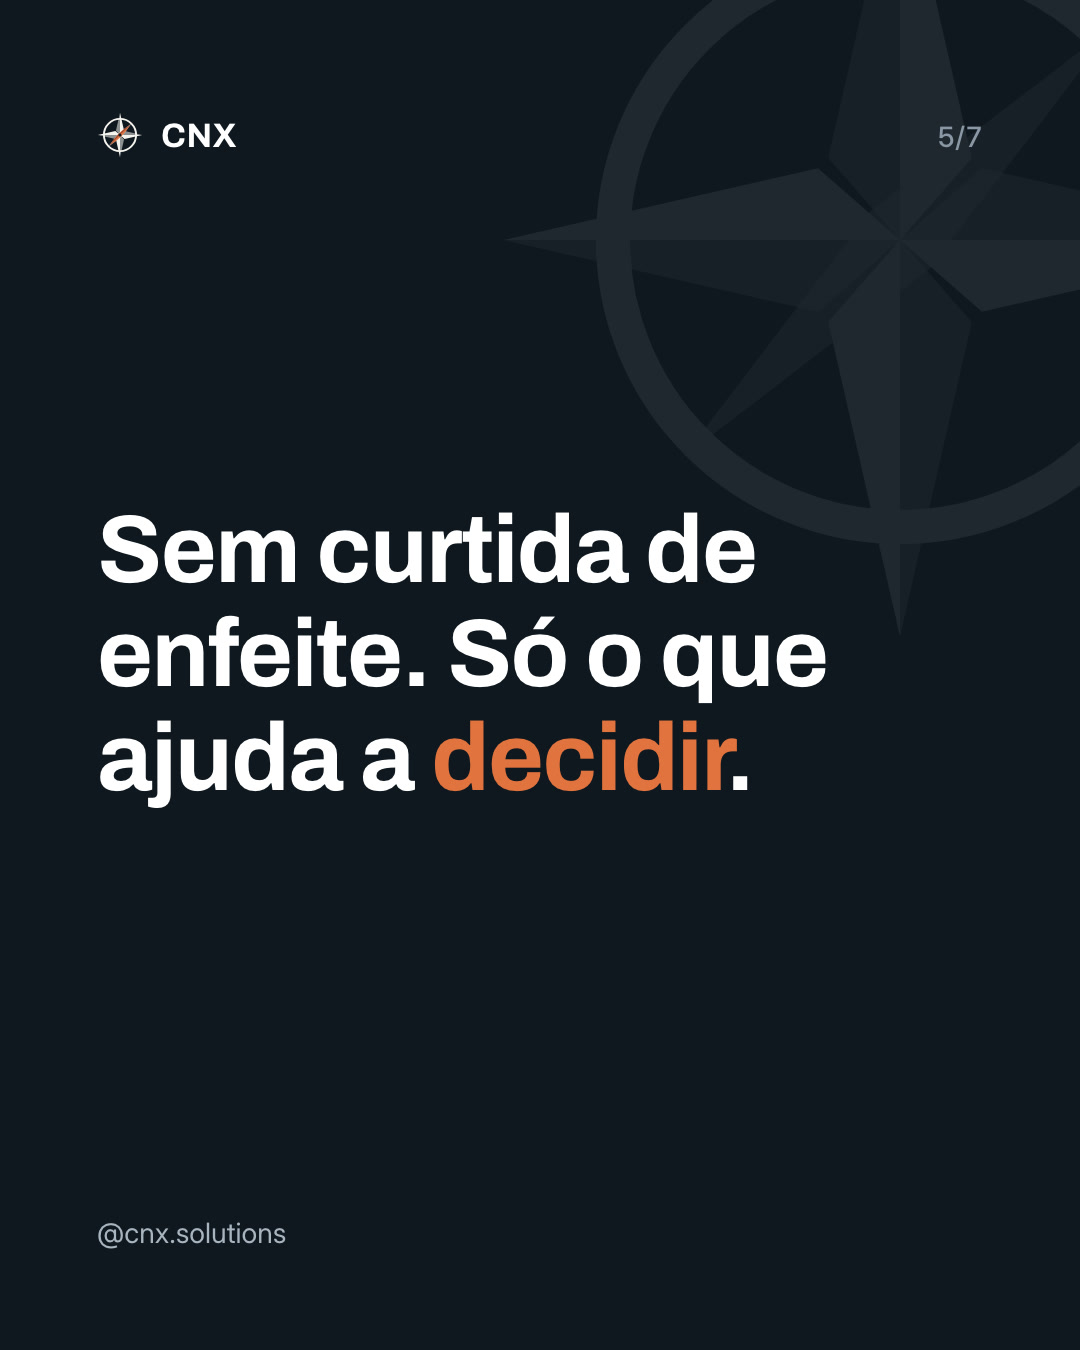 CNX
5/7
Sem curtida de
enfeite. Só o que
ajuda a decidir.
@cnx.solutions